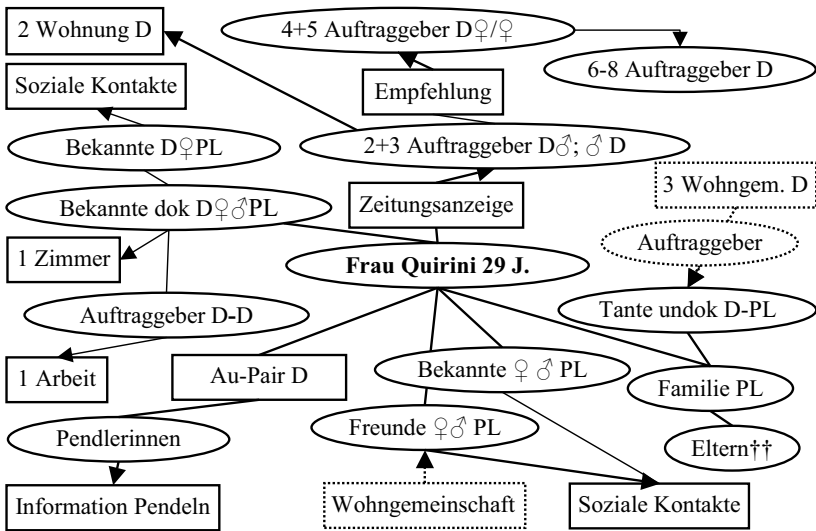 2 Wohnung D
4+5 Auftraggeber D♀/♀
6-8 Auftraggeber D
Soziale Kontakte
Empfehlung
Bekannte D♀PL
2+3 Auftraggeber D♂; ♂ D
3 Wohngem. D
Bekannte dok D♀♂PL
Zeitungsanzeige
Auftraggeber
1 Zimmer
Frau Quirini 29 J.
Auftraggeber D-D
Tante undok D-PL
1 Arbeit
Au-Pair D
Bekannte ♀ ♂ PL
Familie PL
Pendlerinnen
Freunde ♀♂ PL
Eltern††
Information Pendeln
Wohngemeinschaft
Soziale Kontakte